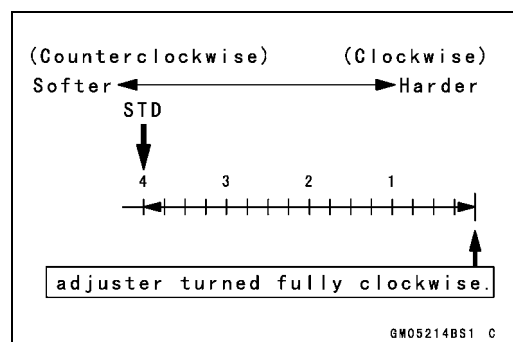 (Counterclockwise) (Clockwise)
Softer Harder
STD
4 3 2 1
adjuster turned fully clockwise.
GM05214BS1 C